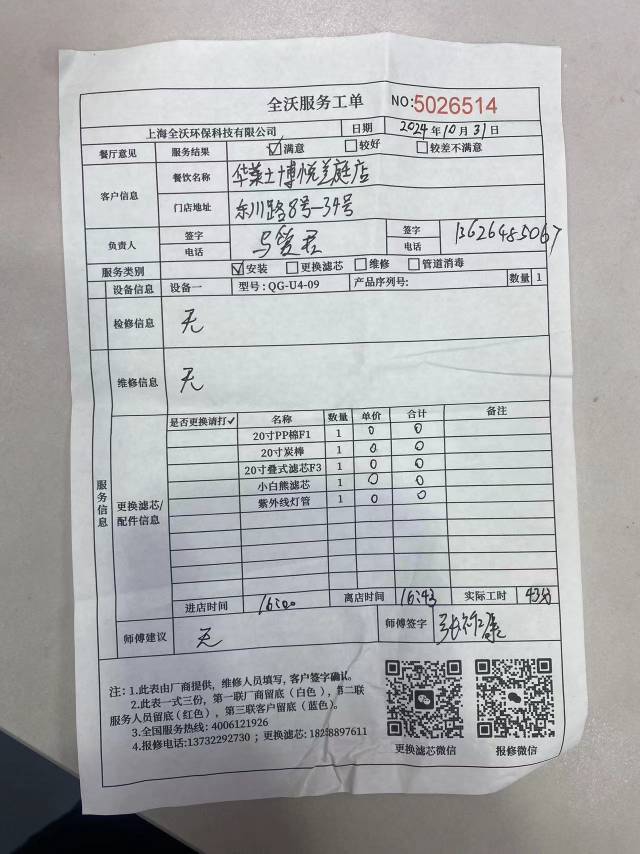 全沃服务工单 NO:5026514
上海全沃环保科技有限公司 日期 2024年10月31日
餐厅意见 服务结果 ☑满意 □较好 □较差不满意
客户信息 餐饮名称 华莱士博悦兰庭店
门店地址 东川路8号-34号
负责人 签字 电话 签字 电话 13626485067
服务类别 ☑安装 □更换滤芯 □维修 □管道消毒
设备信息 设备一 型号:QG-U4-09 产品序列号: 数量 1
检修信息 无
服务信息
维修信息 无
更换滤芯/配件信息
是否更换请打✓ 名称 数量 单价 合计 备注
20寸PP棉F1 1 0 0
20寸炭棒 1 0 0
20寸叠式滤芯F3 1 0 0
小白熊滤芯 1 0 0
紫外线灯管 1 0 0
进店时间 16:00 离店时间 16:43 实际工时 43分
师傅建议 无 师傅签字
注:1.此表由厂商提供，维修人员填写，客户签字确认。
2.此表一式三份，第一联厂商留底（白色），第二联
服务人员留底(红色)，第三联客户留底（蓝色）。
3.全国服务热线: 4006121926
4.报修电话:13732292730 ；更换滤芯: 18268897611
更换滤芯微信 报修微信